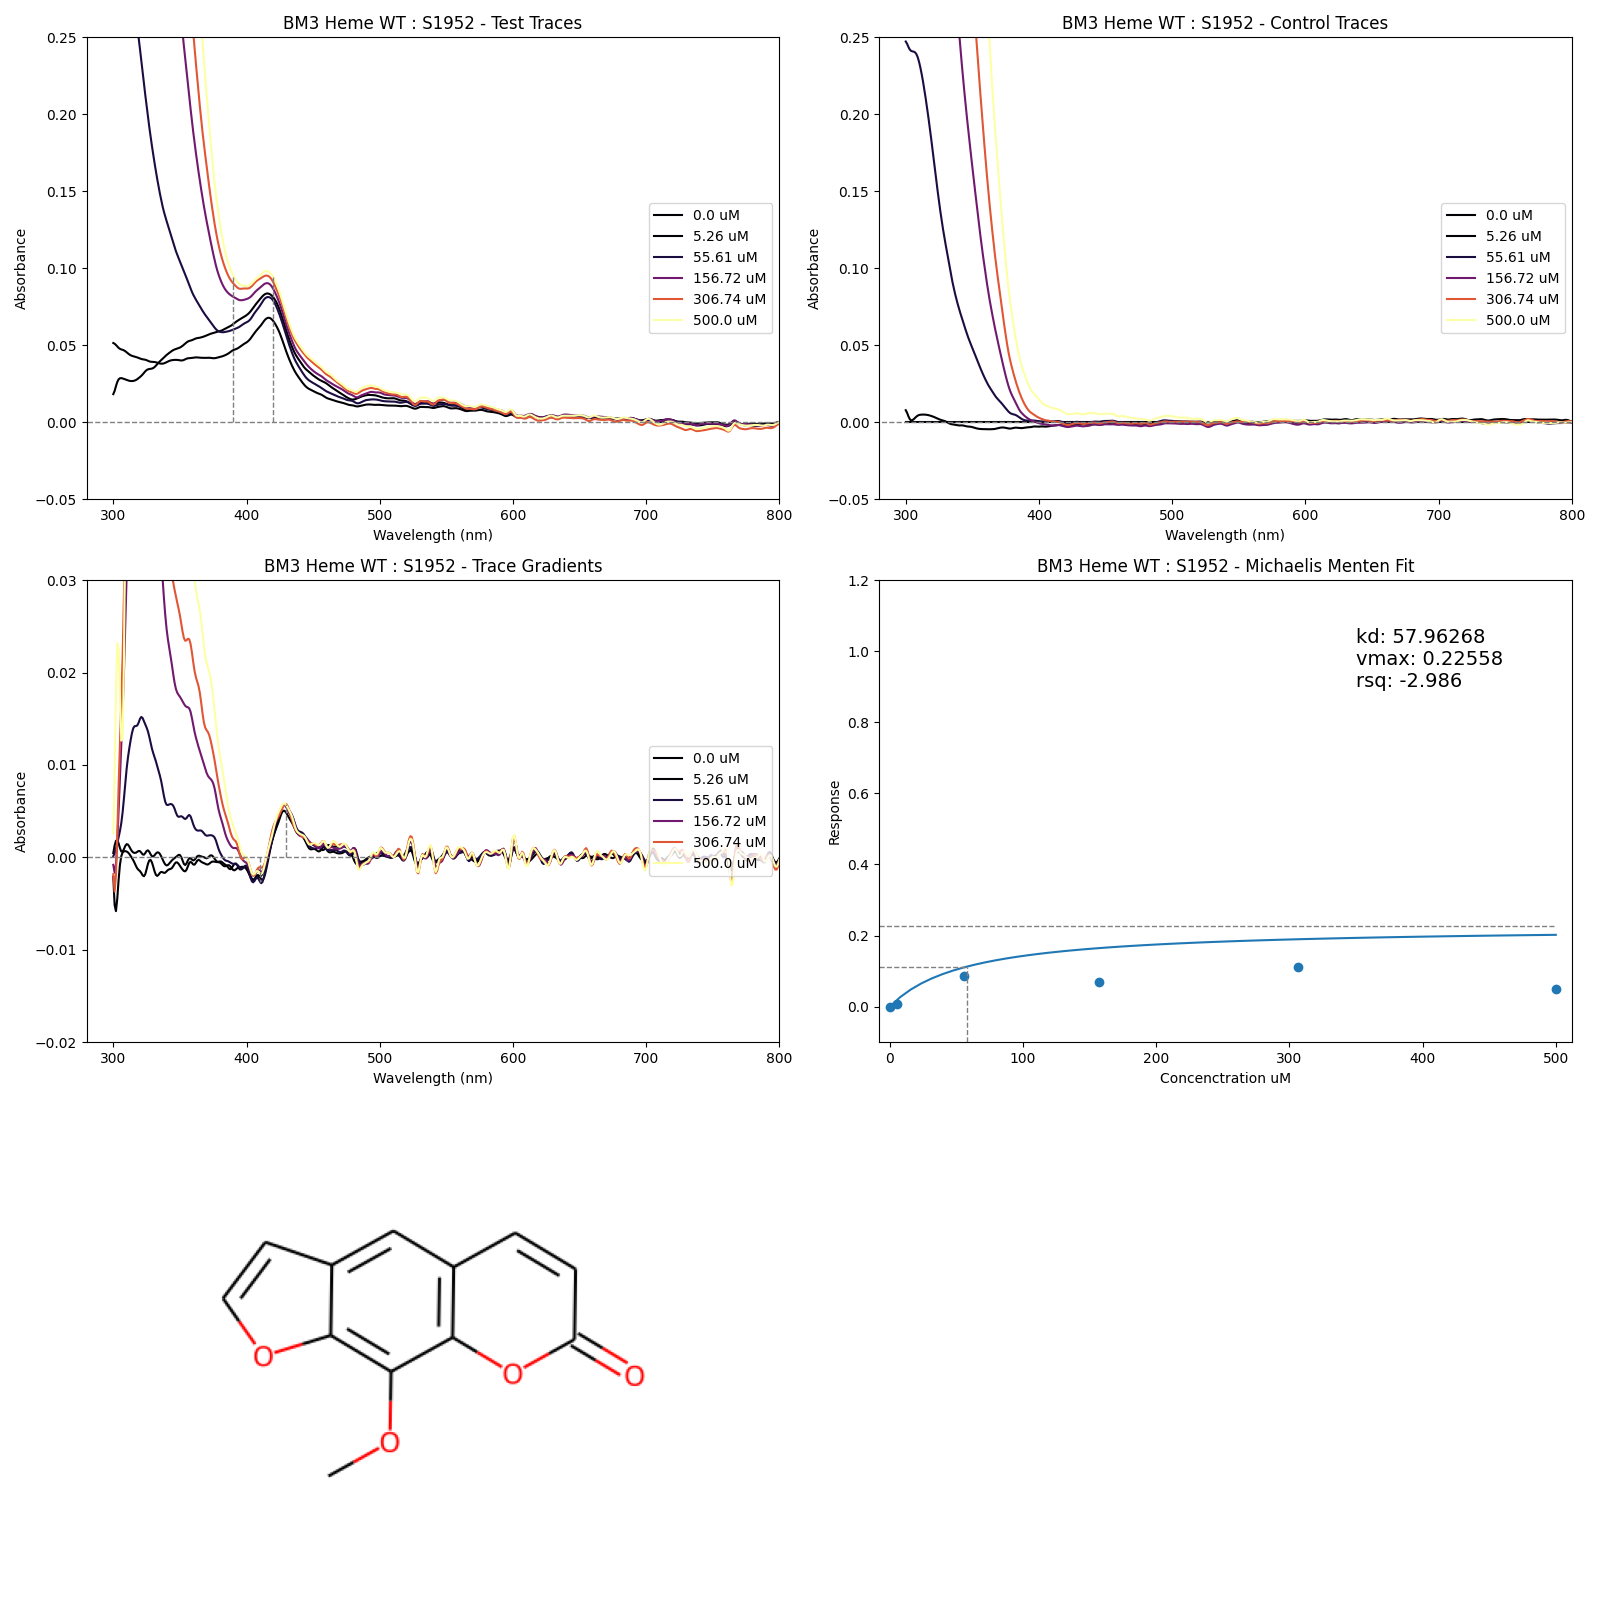 BM3 Heme WT : S1952 - Test Traces
0.25
0.20
0.15
0.10
0.05
0.00
−0.05
Absorbance
300 400 500 600 700 800
Wavelength (nm)
0.0 uM
5.26 uM
55.61 uM
156.72 uM
306.74 uM
500.0 uM
BM3 Heme WT : S1952 - Control Traces
0.25
0.20
0.15
0.10
0.05
0.00
−0.05
Absorbance
300 400 500 600 700 800
Wavelength (nm)
0.0 uM
5.26 uM
55.61 uM
156.72 uM
306.74 uM
500.0 uM
BM3 Heme WT : S1952 - Trace Gradients
0.03
0.02
0.01
0.00
−0.01
−0.02
Absorbance
300 400 500 600 700 800
Wavelength (nm)
0.0 uM
5.26 uM
55.61 uM
156.72 uM
306.74 uM
500.0 uM
BM3 Heme WT : S1952 - Michaelis Menten Fit
1.2
1.0
0.8
0.6
0.4
0.2
0.0
Response
kd: 57.96268
vmax: 0.22558
rsq: -2.986
0 100 200 300 400 500
Concenctration uM
O
O
O
O